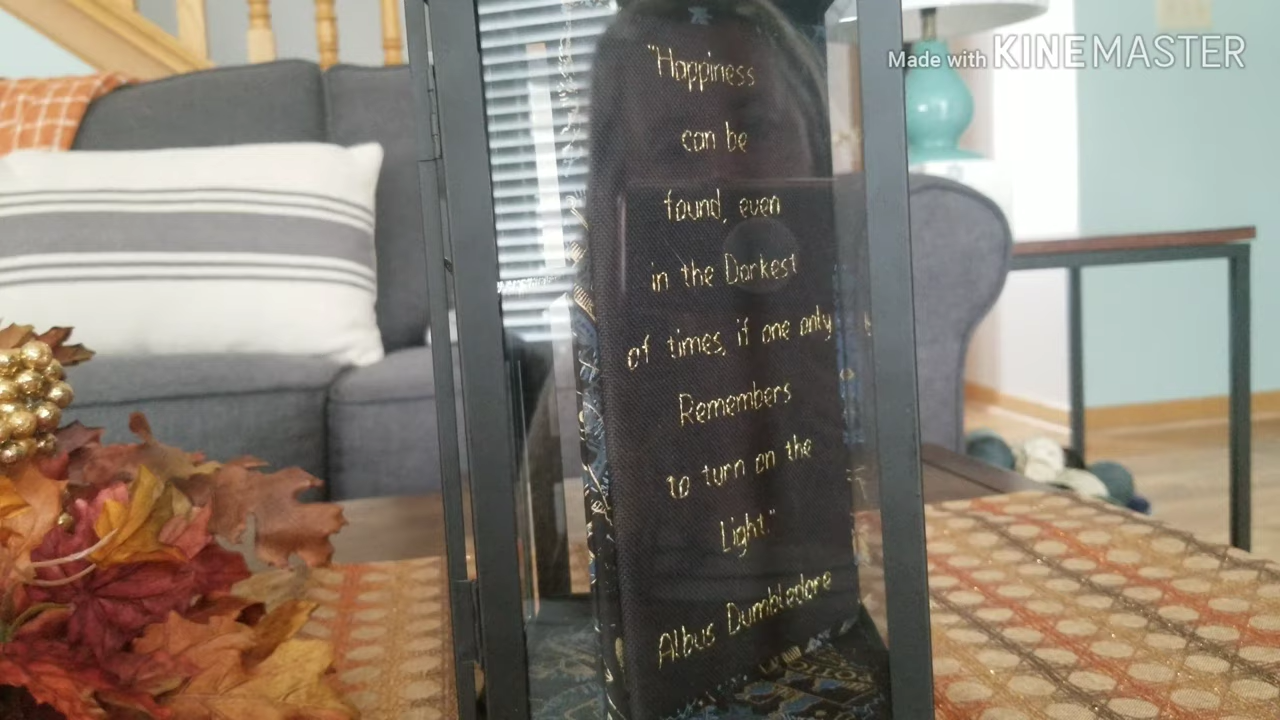 Made with KINEMASTER
"Happiness
can be
found, even
in the Darkest
of times, if one only
Remembers
to turn on the
Light."
Albus Dumbledore